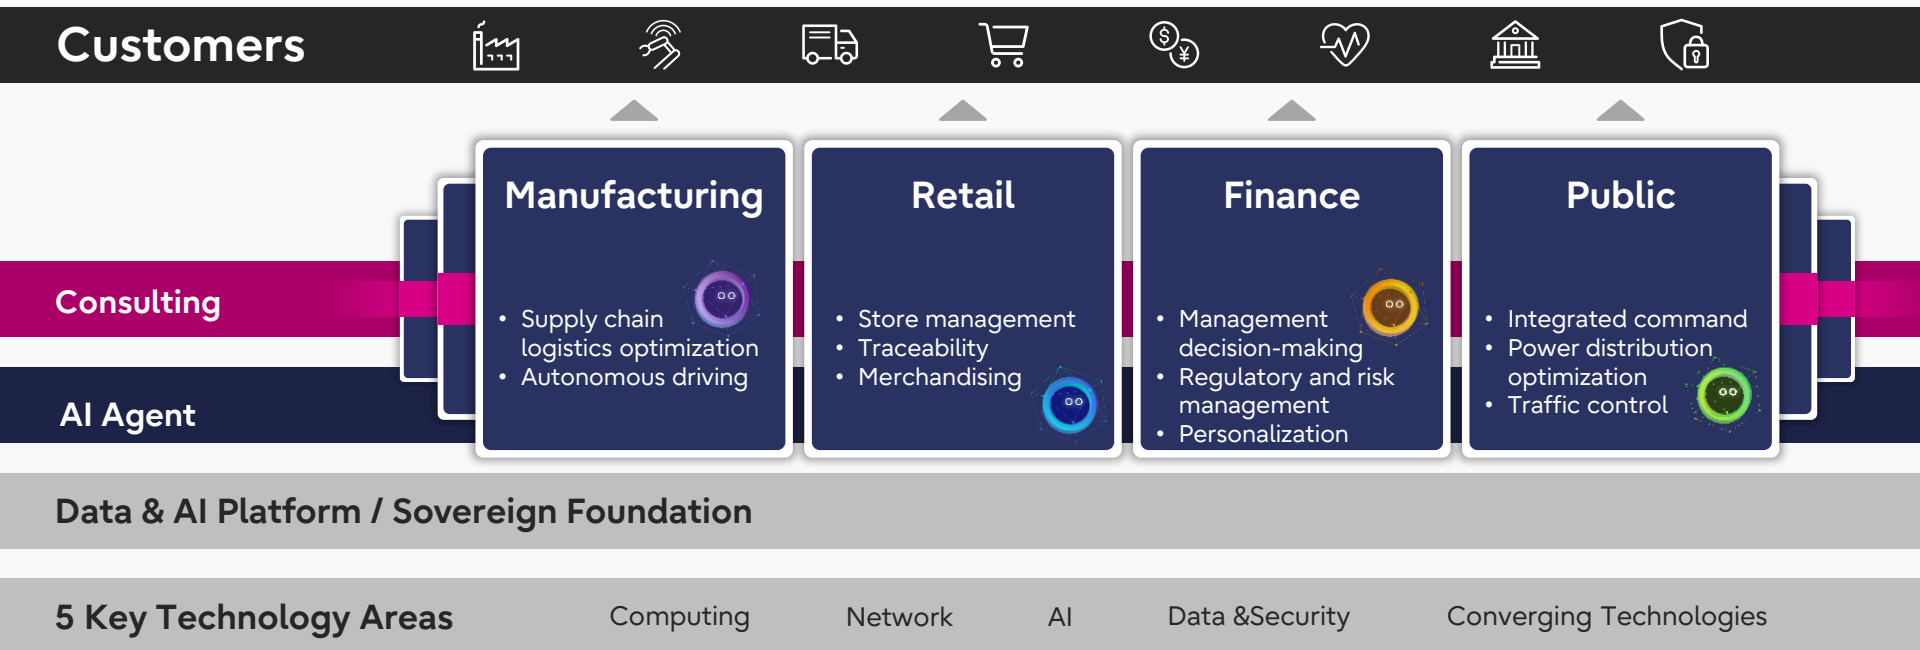 Customers
Manufacturing
• Supply chain
logistics optimization
• Autonomous driving
Retail
• Store management
• Traceability
• Merchandising
Finance
• Management
decision-making
• Regulatory and risk
management
• Personalization
Public
• Integrated command
• Power distribution
optimization
• Traffic control
Consulting
AI Agent
Data & AI Platform / Sovereign Foundation
5 Key Technology Areas Computing Network AI Data &Security Converging Technologies